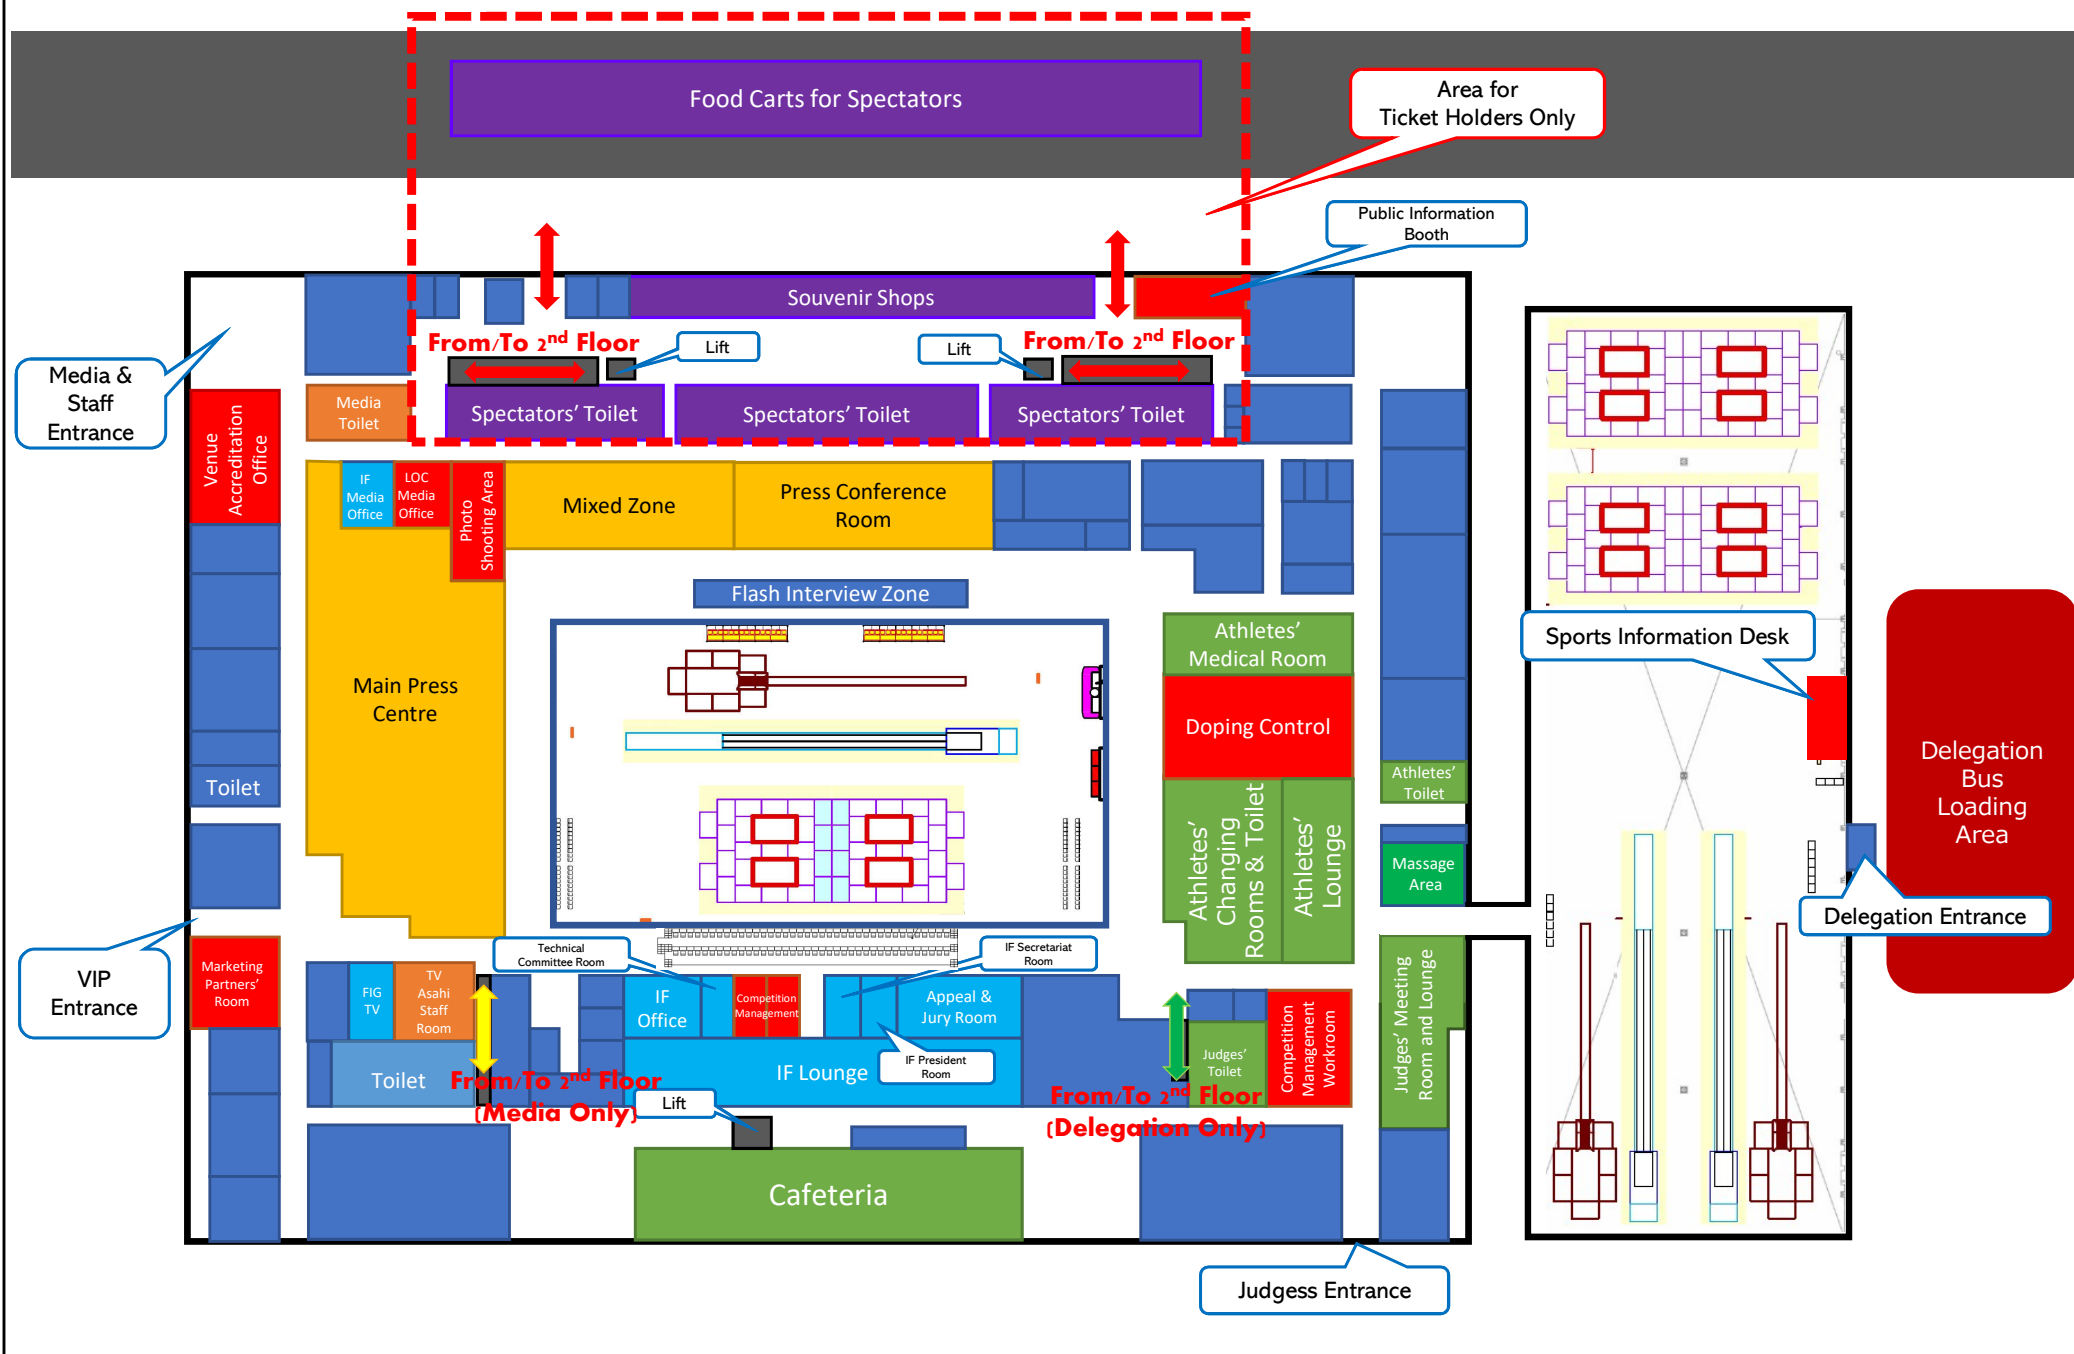 Food Carts for Spectators
Area for
Ticket Holders Only
Public Information
Booth
Souvenir Shops
From/To 2nd Floor
Lift
Lift
From/To 2nd Floor
Media &
Staff
Entrance
Media
Toilet
Spectators' Toilet
Spectators' Toilet
Spectators' Toilet
Venue
Accreditation
Office
IF
Media
Office
LOC
Media
Office
Photo
Shooting Area
Mixed Zone
Press Conference
Room
Flash Interview Zone
Main Press
Centre
Athletes'
Medical Room
Doping Control
Athletes'
Changing
Rooms & Toilet
Athletes'
Lounge
Athletes'
Toilet
Massage
Area
Sports Information Desk
Delegation
Bus
Loading
Area
Delegation Entrance
Toilet
VIP
Entrance
Marketing
Partners'
Room
FIG
TV
TV
Asahi
Staff
Room
Toilet
From/To 2nd Floor
(Media Only)
Technical
Committee Room
IF
Office
Competition
Management
IF Secretariat
Room
Appeal &
Jury Room
IF President
Room
IF Lounge
Lift
Cafeteria
From/To 2nd Floor
(Delegation Only)
Judges'
Toilet
Competition
Management
Workroom
Judges' Meeting
Room and Lounge
Judgess Entrance